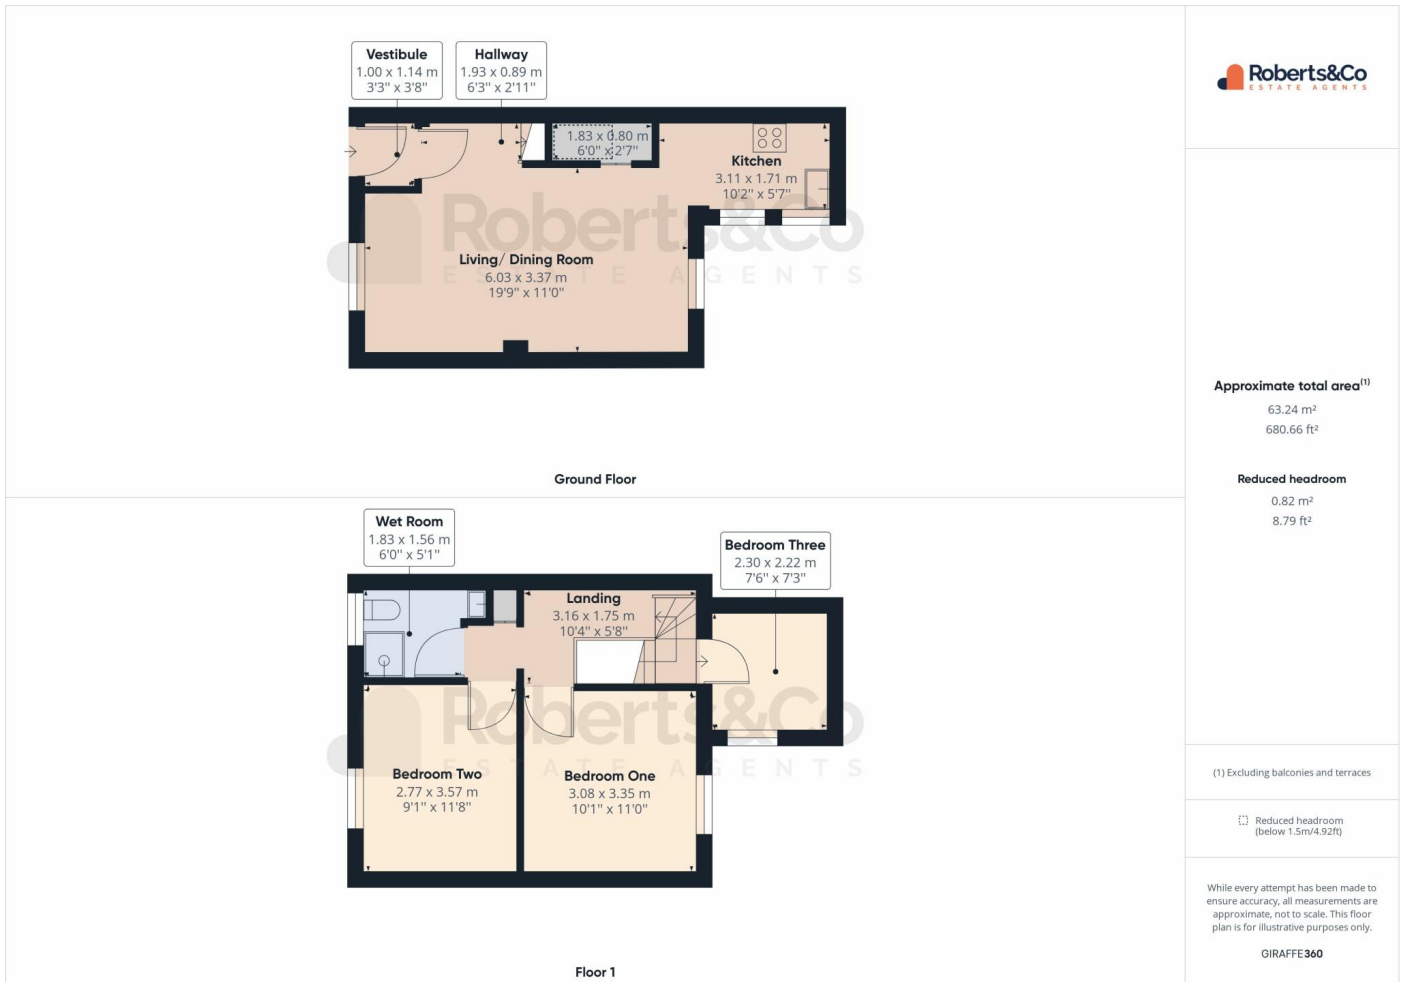 Vestibule
1.00 x 1.14 m
3'3" x 3'8"
Hallway
1.93 x 0.89 m
6'3" x 2'11"
1.83 x 0.80 m
6'0" x 2'7"
Kitchen
3.11 x 1.71 m
10'2" x 5'7"
Roberts&Co
ESTATE AGENTS
Living/ Dining Room
6.03 x 3.37 m
19'9" x 11'0"
Ground Floor
Wet Room
1.83 x 1.56 m
6'0" x 5'1"
Bedroom Three
2.30 x 2.22 m
7'6" x 7'3"
Landing
3.16 x 1.75 m
10'4" x 5'8"
Roberts&Co
ESTATE AGENTS
Bedroom Two
2.77 x 3.57 m
9'1" x 11'8"
Bedroom One
3.08 x 3.35 m
10'1" x 11'0"
Floor 1
Roberts&Co
ESTATE AGENTS
Approximate total area(1)
63.24 m²
680.66 ft²
Reduced headroom
0.82 m²
8.79 ft²
(1) Excluding balconies and terraces
Reduced headroom
(below 1.5m/4.92ft)
While every attempt has been made to
ensure accuracy, all measurements are
approximate, not to scale. This floor
plan is for illustrative purposes only.
GIRAFFE360